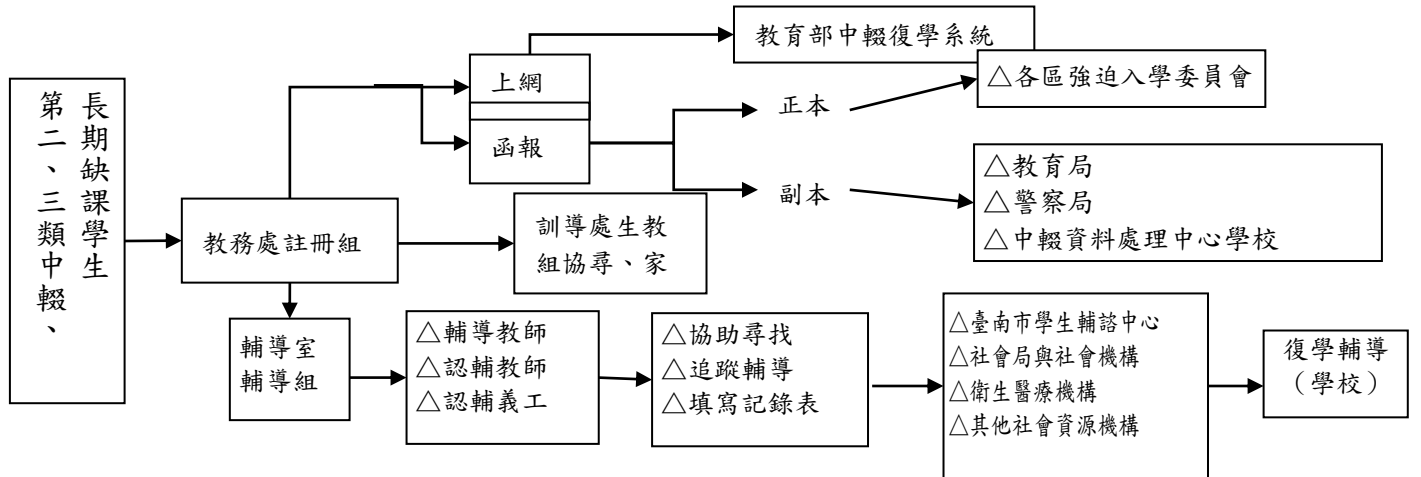 長期缺課學生
第二、三類中輟、
教務處註冊組
上網
函報
教育部中輟復學系統
正本
△各區強迫入學委員會
副本
△教育局
△警察局
△中輟資料處理中心學校
訓導處生教
組協尋、家
輔導室
輔導組
△輔導教師
△認輔教師
△認輔義工
△協助尋找
△追蹤輔導
△填寫記錄表
△臺南市學生輔諮中心
△社會局與社會機構
△衛生醫療機構
△其他社會資源機構
復學輔導
（學校）